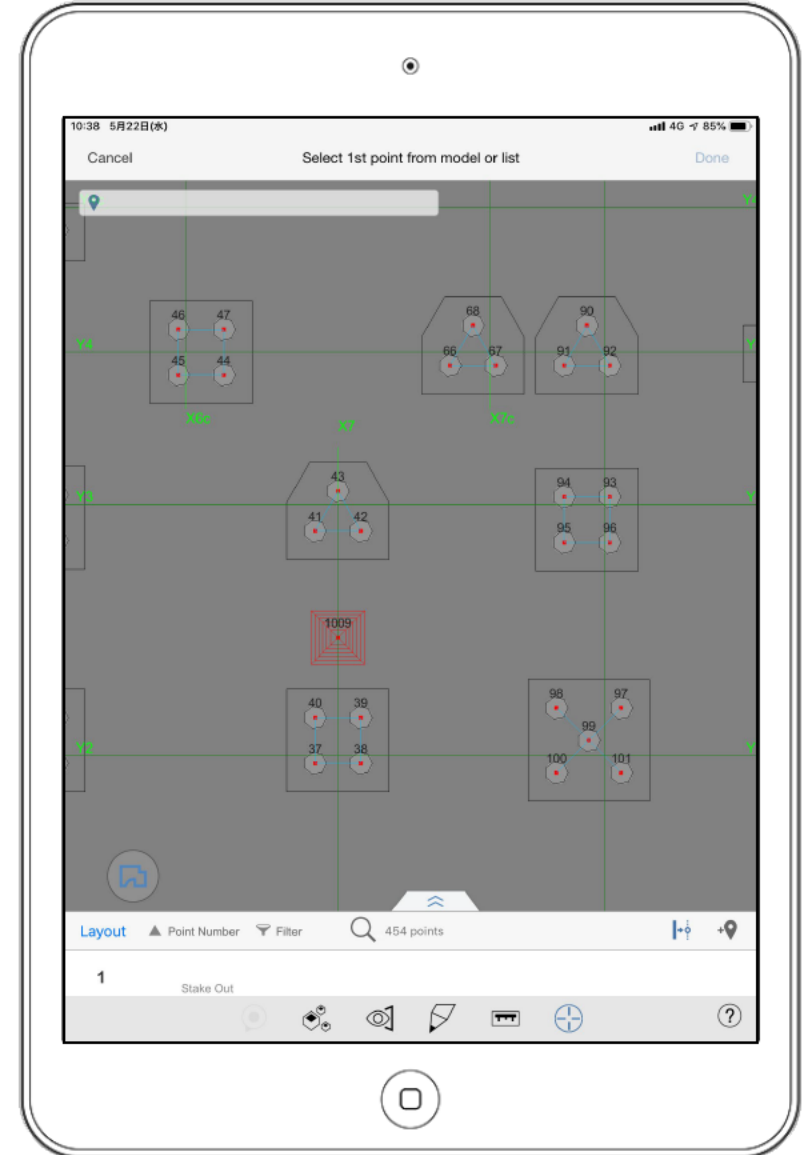 10:38 5月22日(水) 4G 85%
Cancel Select 1st point from model or list Done
46 47 68 90
Y4 66 67 91 92
45 44
X6c X7 X7c
43 94 93
Y3 41 42
95 96
1009
40 39 98 97
99
Y2 37 38 100 101
Layout Point Number Filter 454 points
1
Stake Out
?